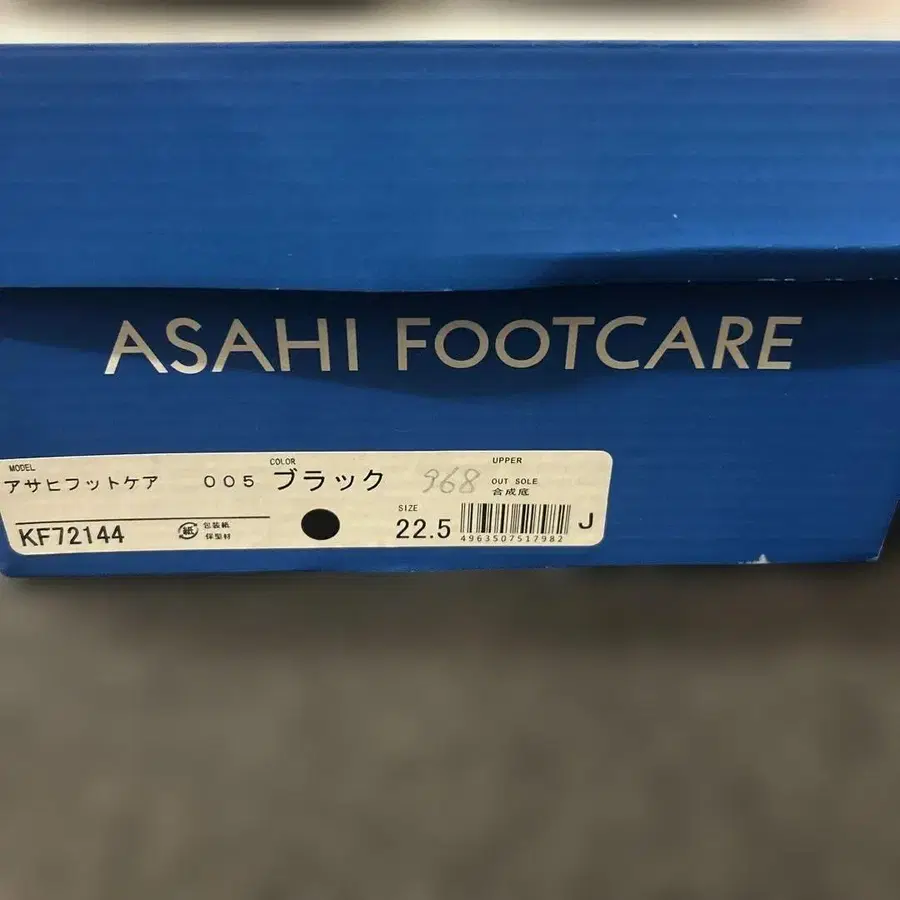 ASAHI FOOTCARE
MODEL
アサヒフットケア 005
COLOR
ブラック
968
UPPER
OUT SOLE
合成底
KF72144
紙
包装紙
保型材
SIZE
22.5
4963507517982
J